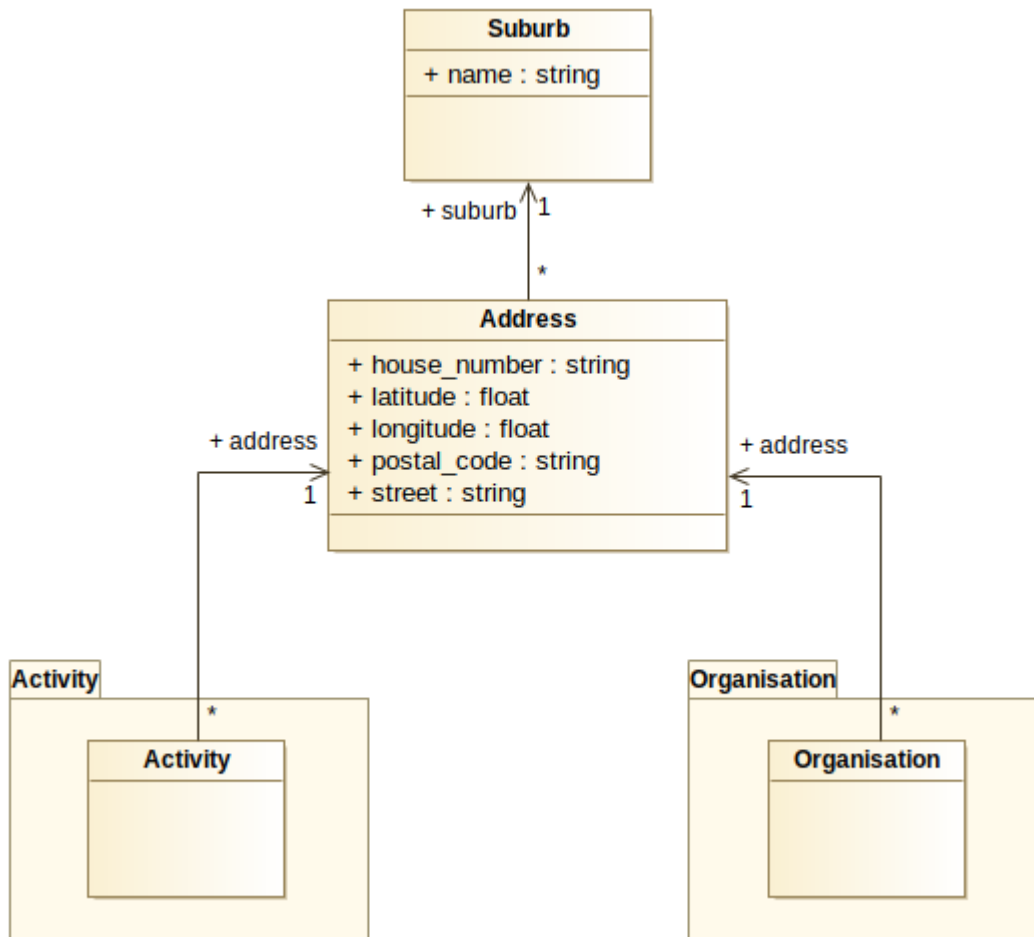 Suburb
+ name : string
+ suburb
1
*
Address
+ house_number : string
+ latitude : float
+ longitude : float
+ postal_code : string
+ street : string
+ address
1
+ address
1
Activity
*
Activity
Organisation
*
Organisation